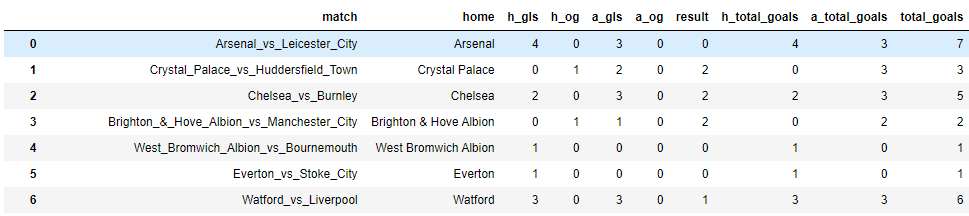 match home h_gls h_og a_gls a_og result h_total_goals a_total_goals total_goals
0 Arsenal_vs_Leicester_City Arsenal 4 0 3 0 0 4 3 7
1 Crystal_Palace_vs_Huddersfield_Town Crystal Palace 0 1 2 0 2 0 3 3
2 Chelsea_vs_Burnley Chelsea 2 0 3 0 2 2 3 5
3 Brighton_&_Hove_Albion_vs_Manchester_City Brighton & Hove Albion 0 1 1 0 2 0 2 2
4 West_Bromwich_Albion_vs_Bournemouth West Bromwich Albion 1 0 0 0 0 1 0 1
5 Everton_vs_Stoke_City Everton 1 0 0 0 0 1 0 1
6 Watford_vs_Liverpool Watford 3 0 3 0 1 3 3 6